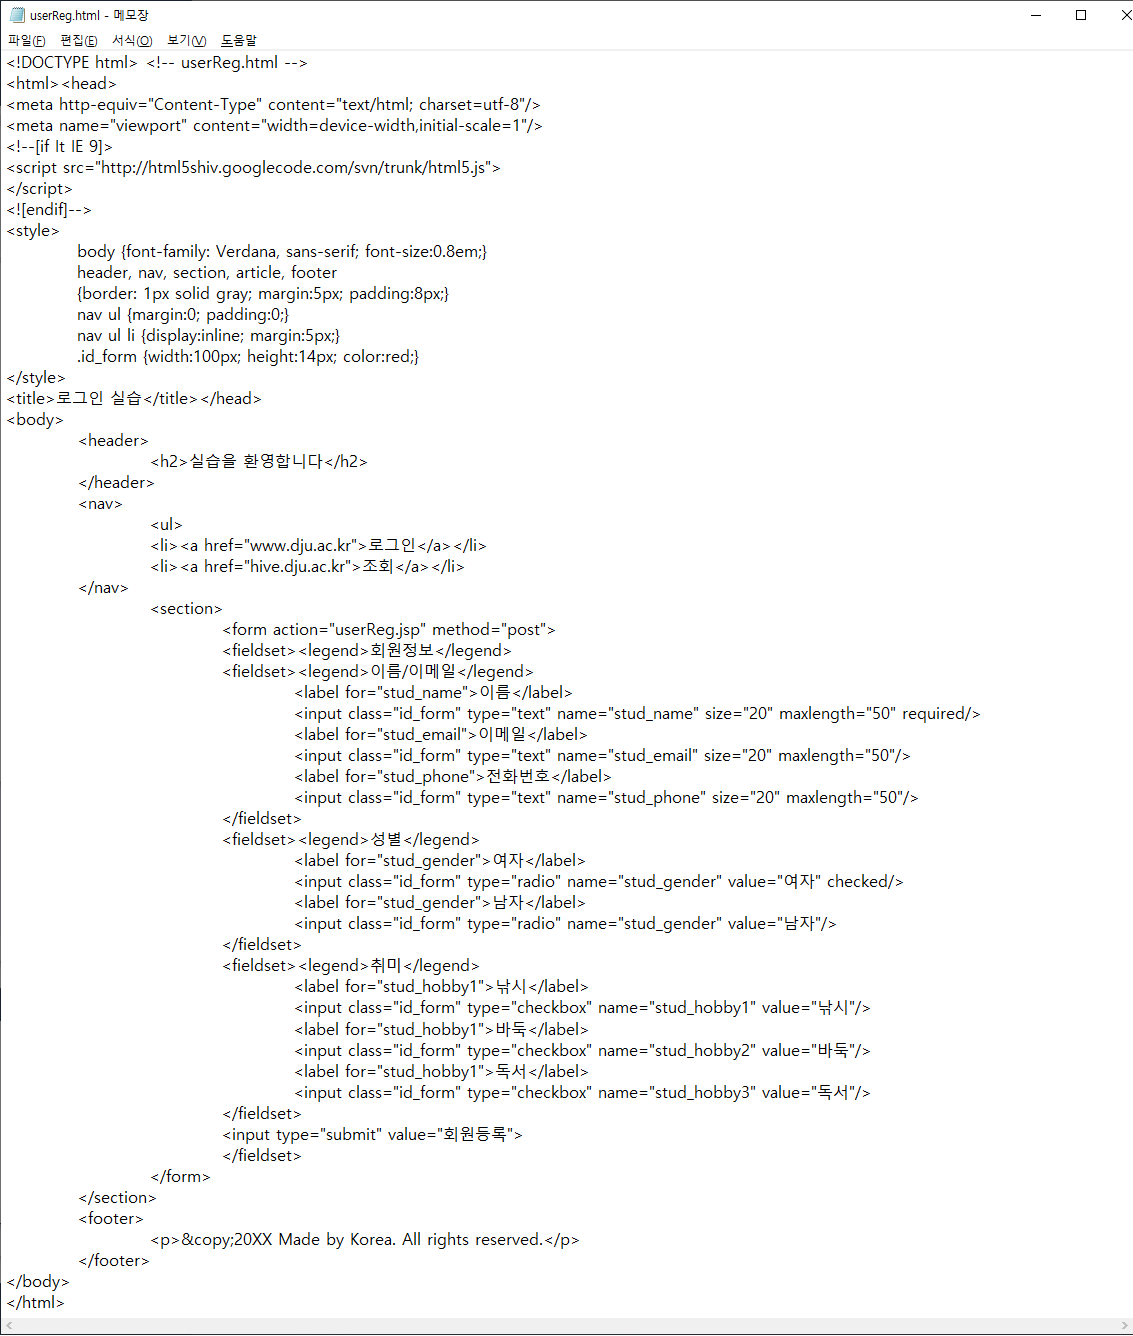 userReg.html - 메모장
파일(F) 편집(E) 서식(O) 보기(V) 도움말
<!DOCTYPE html> <!-- userReg.html -->
<html><head>
<meta http-equiv="Content-Type" content="text/html; charset=utf-8"/>
<meta name="viewport" content="width=device-width,initial-scale=1"/>
<!--[if lt IE 9]>
<script src="http://html5shiv.googlecode.com/svn/trunk/html5.js">
</script>
<![endif]-->
<style>
body {font-family: Verdana, sans-serif; font-size:0.8em;}
header, nav, section, article, footer
{border: 1px solid gray; margin:5px; padding:8px;}
nav ul {margin:0; padding:0;}
nav ul li {display:inline; margin:5px;}
.id_form {width:100px; height:14px; color:red;}
</style>
<title>로그인 실습</title></head>
<body>
<header>
<h2>실습을 환영합니다</h2>
</header>
<nav>
<ul>
<li><a href="www.dju.ac.kr">로그인</a></li>
<li><a href="hive.dju.ac.kr">조회</a></li>
</nav>
<section>
<form action="userReg.jsp" method="post">
<fieldset><legend>회원정보</legend>
<fieldset><legend>이름/이메일</legend>
<label for="stud_name">이름</label>
<input class="id_form" type="text" name="stud_name" size="20" maxlength="50" required/>
<label for="stud_email">이메일</label>
<input class="id_form" type="text" name="stud_email" size="20" maxlength="50"/>
<label for="stud_phone">전화번호</label>
<input class="id_form" type="text" name="stud_phone" size="20" maxlength="50"/>
</fieldset>
<fieldset><legend>성별</legend>
<label for="stud_gender">여자</label>
<input class="id_form" type="radio" name="stud_gender" value="여자" checked/>
<label for="stud_gender">남자</label>
<input class="id_form" type="radio" name="stud_gender" value="남자"/>
</fieldset>
<fieldset><legend>취미</legend>
<label for="stud_hobby1">낚시</label>
<input class="id_form" type="checkbox" name="stud_hobby1" value="낚시"/>
<label for="stud_hobby1">바둑</label>
<input class="id_form" type="checkbox" name="stud_hobby2" value="바둑"/>
<label for="stud_hobby1">독서</label>
<input class="id_form" type="checkbox" name="stud_hobby3" value="독서"/>
</fieldset>
<input type="submit" value="회원등록">
</fieldset>
</form>
</section>
<footer>
<p>&copy;20XX Made by Korea. All rights reserved.</p>
</footer>
</body>
</html>